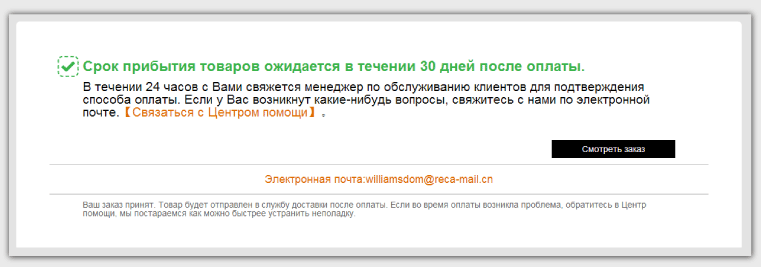 Срок прибытия товаров ожидается в течении 30 дней после оплаты.
В течении 24 часов с Вами свяжется менеджер по обслуживанию клиентов для подтверждения
способа оплаты. Если у Вас возникнут какие-нибудь вопросы, свяжитесь с нами по электронной
почте.【Связаться с Центром помощи】。
Смотреть заказ
Электронная почта:williamsdom@reca-mail.cn
Ваш заказ принят. Товар будет отправлен в службу доставки после оплаты. Если во время оплаты возникла проблема, обратитесь в Центр
помощи, мы постараемся как можно быстрее устранить неполадку.